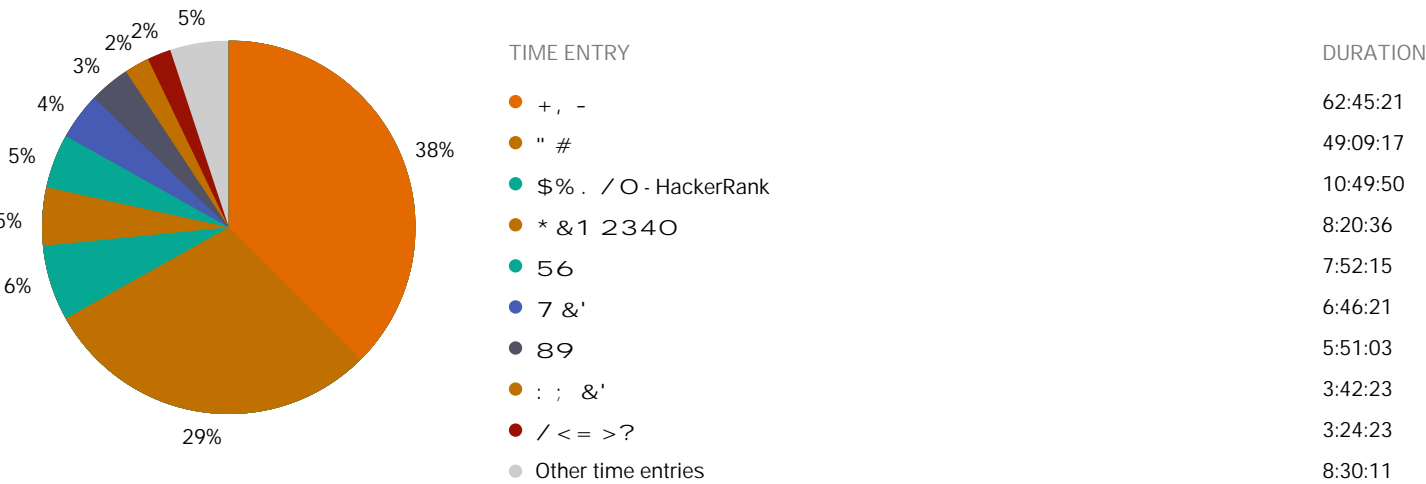 5%
2%
2%
3%
4%
5%
5%
6%
29%
38%
TIME ENTRY DURATION
+, - 62:45:21
" # 49:09:17
$% . / O - HackerRank 10:49:50
* &1 2340 8:20:36
56 7:52:15
7 &' 6:46:21
89 5:51:03
: ; &' 3:42:23
/ < = >? 3:24:23
Other time entries 8:30:11